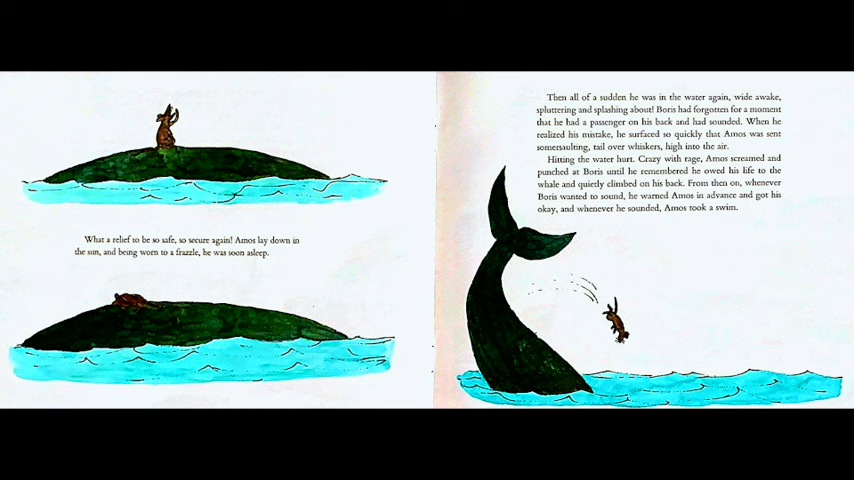 What a relief to be so safe, so secure again! Amos lay down in
the sun, and being worn to a frazzle, he was soon asleep.
Then all of a sudden he was in the water again, wide awake,
spluttering and splashing about! Boris had forgotten for a moment
that he had a passenger on his back and had sounded. When he
realized his mistake, he surfaced so quickly that Amos was sent
somersaulting, tail over whiskers, high into the air.
Hitting the water hurt. Crazy with rage, Amos screamed and
punched at Boris until he remembered he owed his life to the
whale and quietly climbed on his back. From then on, whenever
Boris wanted to sound, he warned Amos in advance and got his
okay, and whenever he sounded, Amos took a swim.